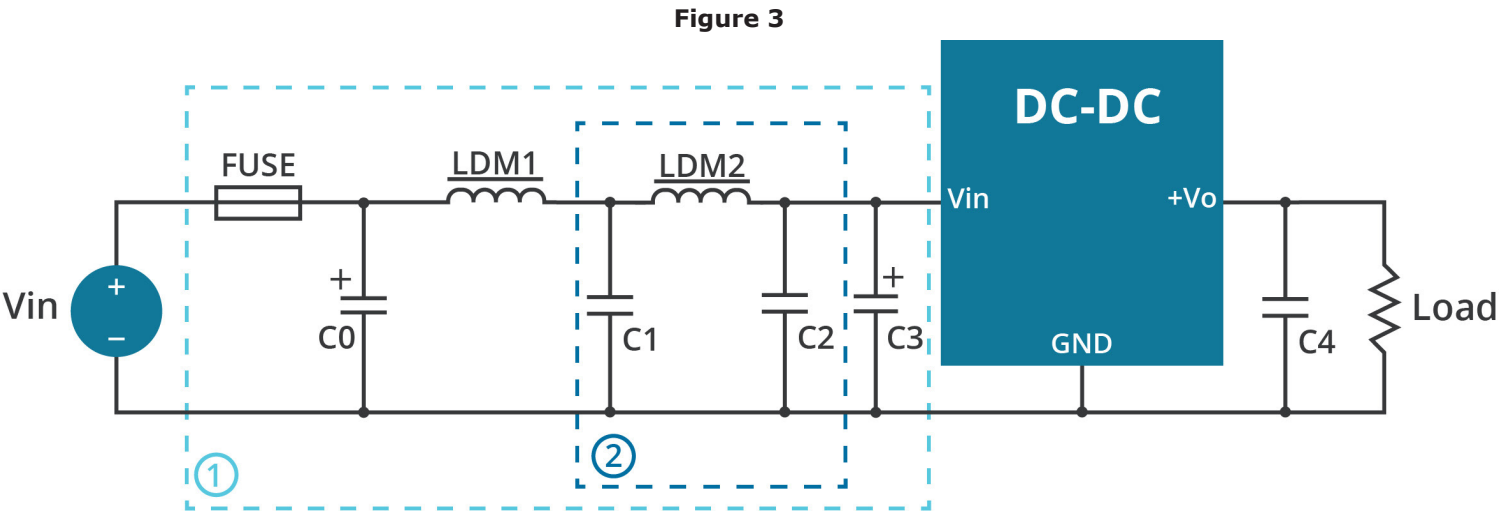 Figure 3
DC-DC
FUSE
LDM1
LDM2
Vin
+Vo
+
+
+
Vin
−
C0
C1
C2
C3
C4
Load
GND
1
2